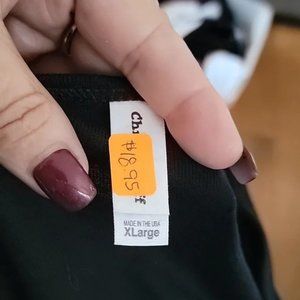 $18.95
MADE IN THE USA
XLarge